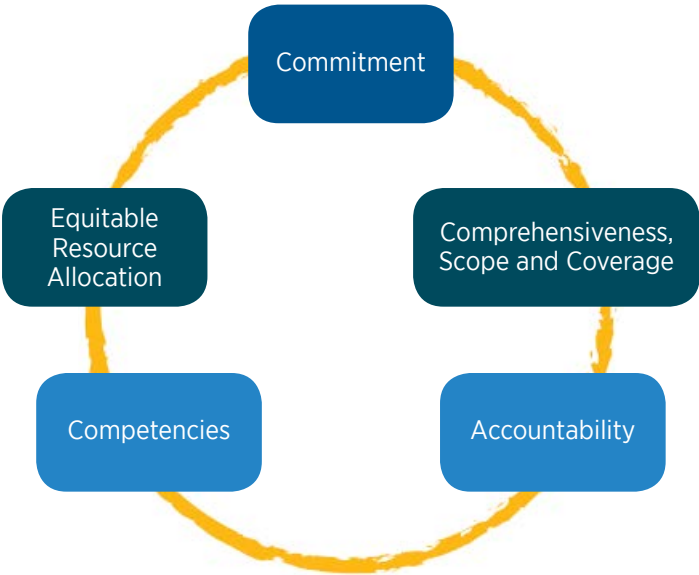 Commitment
Equitable
Resource
Allocation
Comprehensiveness,
Scope and Coverage
Competencies
Accountability